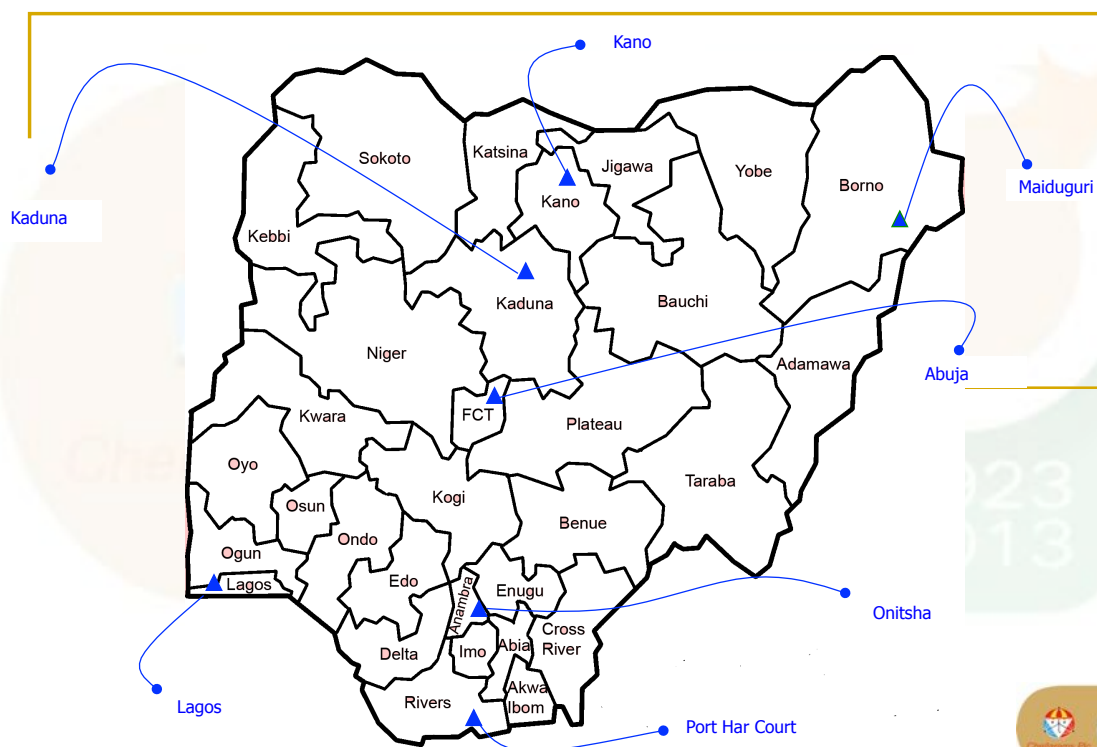 Kano
Kaduna
Maiduguri
Abuja
Onitsha
Lagos
Port Har Court
Sokoto
Katsina
Jigawa
Yobe
Borno
Kano
Kebbi
Kaduna
Bauchi
Niger
Adamawa
FCT
Kwara
Plateau
Oyo
Kogi
Taraba
Osun
Benue
Ondo
Ogun
Lagos
Edo
Enugu
Anambra
Cross
River
Abia
Imo
Delta
Akwa
Ibom
Rivers
923
013